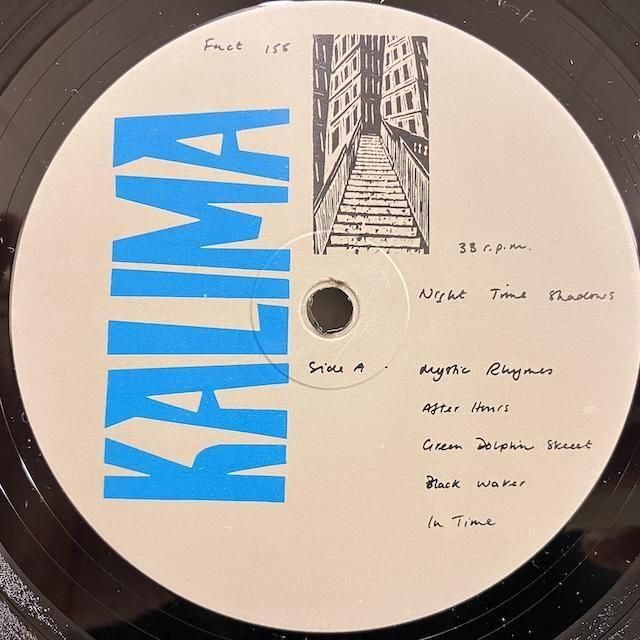 Fact 155
KALIMA
33 r.p.m.
Night Time Shadows
Side A .
Mystic Rhymes
After Hours
Green Dolphin Street
Black Water
In Time